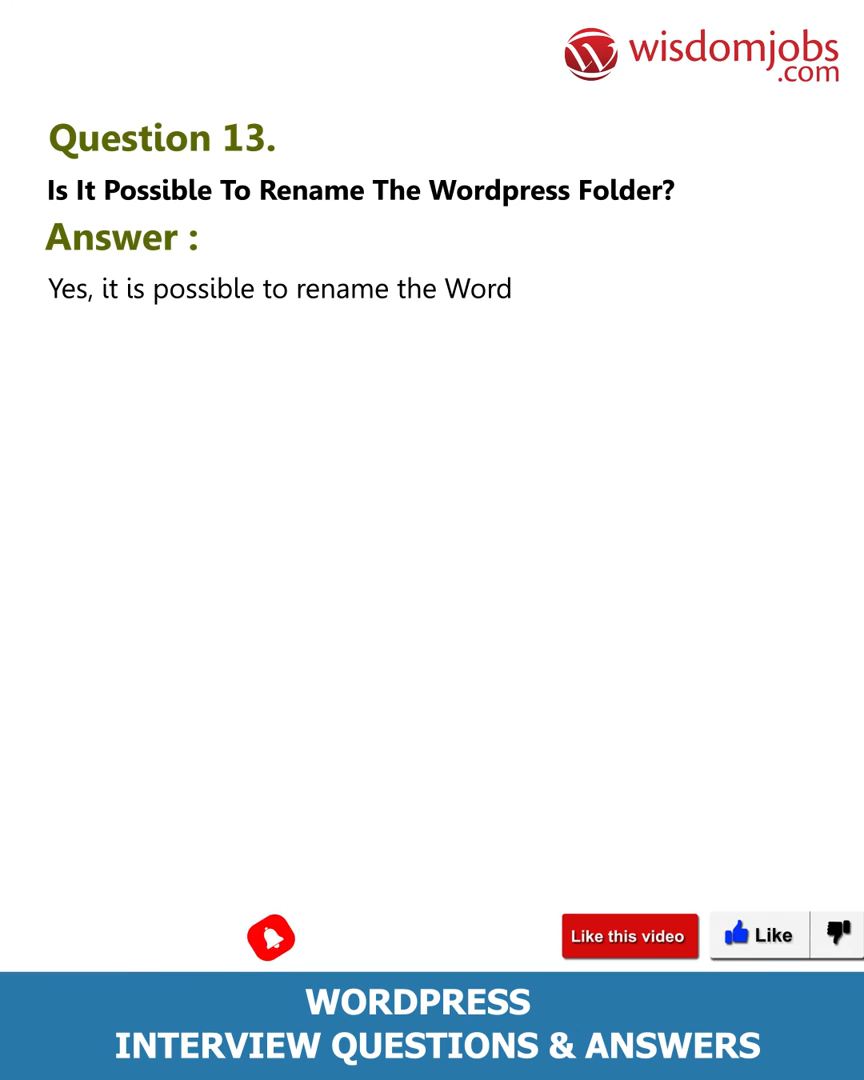 wisdomjobs
.com
Question 13.
Is It Possible To Rename The Wordpress Folder?
Answer :
Yes, it is possible to rename the Word
Like this video
Like
WORDPRESS
INTERVIEW QUESTIONS & ANSWERS